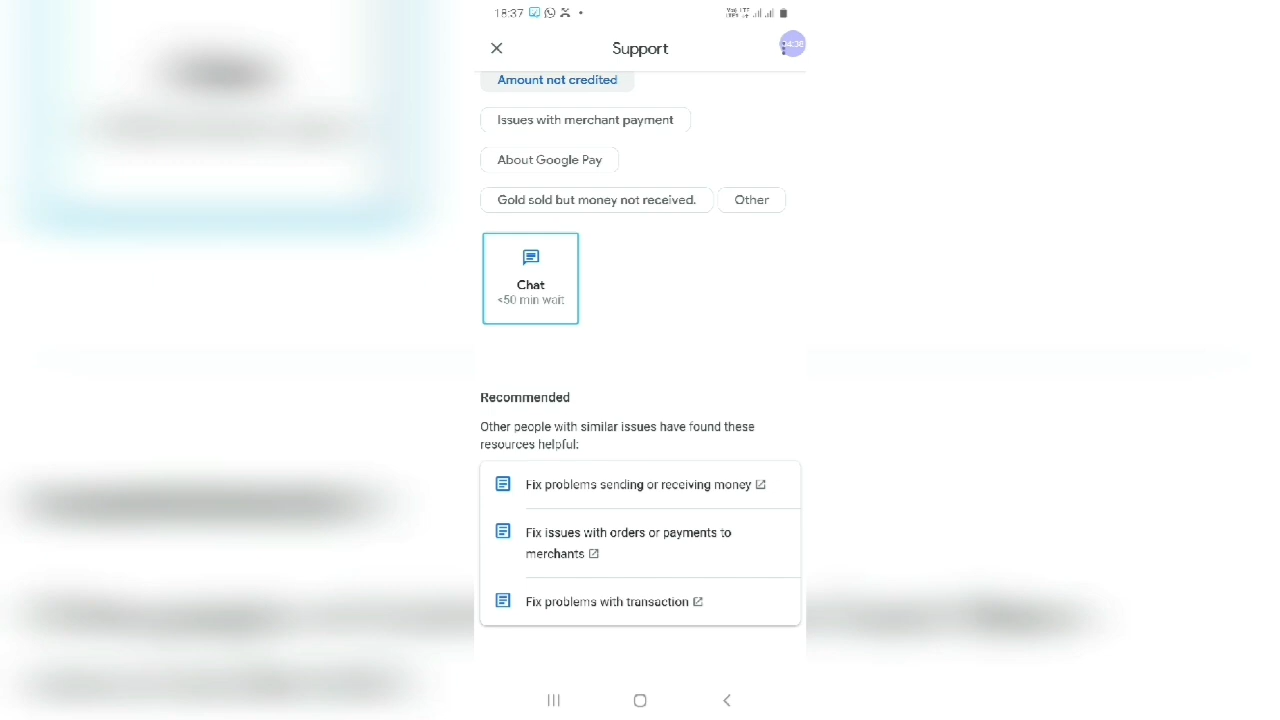 18:37
Support
04:38
Amount not credited
Issues with merchant payment
About Google Pay
Gold sold but money not received. Other
Chat
<50 min wait
Recommended
Other people with similar issues have found these
resources helpful:
Fix problems sending or receiving money
Fix issues with orders or payments to
merchants
Fix problems with transaction